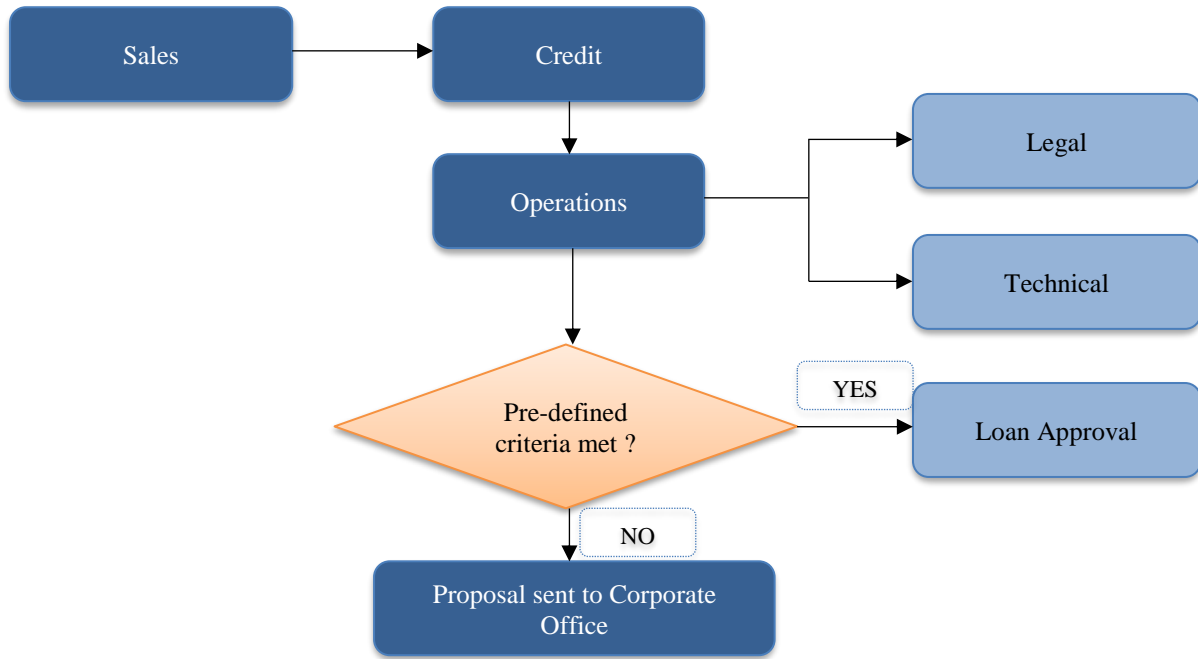 Sales
Credit
Legal
Operations
Technical
YES
Pre-defined
criteria met ?
Loan Approval
NO
Proposal sent to Corporate
Office